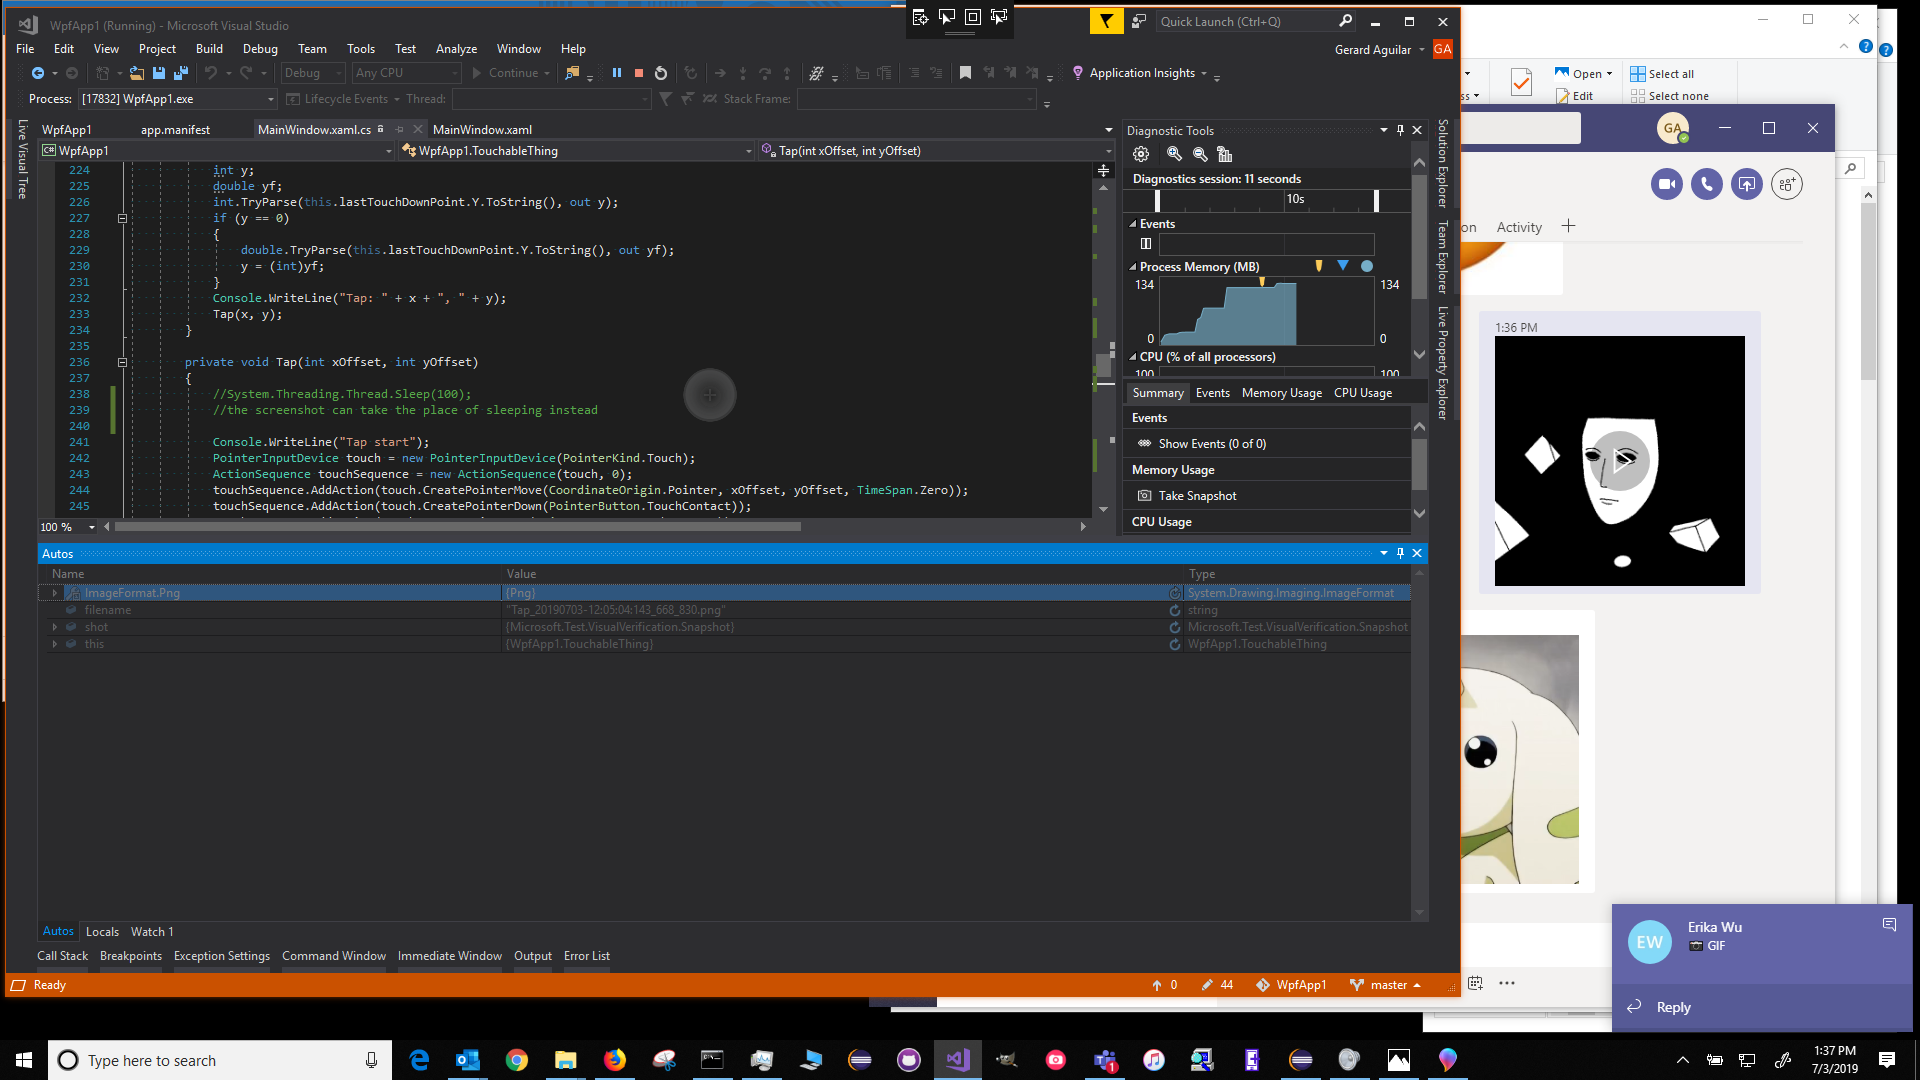 WpfApp1 (Running) - Microsoft Visual Studio
Quick Launch (Ctrl+Q)
File Edit View Project Build Debug Team Tools Test Analyze Window Help
Gerard Aguilar GA
Debug Any CPU Continue Application Insights
Process: [17832] WpfApp1.exe Lifecycle Events Thread: Stack Frame:
WpfApp1 app.manifest MainWindow.xaml.cs MainWindow.xaml
WpfApp1 WpfApp1.TouchableThing Tap(int xOffset, int yOffset)
Live Visual Tree
224 int y;
225 double yf;
226 int.TryParse(this.lastTouchDownPoint.Y.ToString(), out y);
227 if (y == 0)
228 {
229 double.TryParse(this.lastTouchDownPoint.Y.ToString(), out yf);
230 y = (int)yf;
231 }
232 Console.WriteLine("Tap: " + x + ", " + y);
233 Tap(x, y);
234 }
235
236 private void Tap(int xOffset, int yOffset)
237 {
238 //System.Threading.Thread.Sleep(100);
239 //the screenshot can take the place of sleeping instead
240
241 Console.WriteLine("Tap start");
242 PointerInputDevice touch = new PointerInputDevice(PointerKind.Touch);
243 ActionSequence touchSequence = new ActionSequence(touch, 0);
244 touchSequence.AddAction(touch.CreatePointerMove(CoordinateOrigin.Pointer, xOffset, yOffset, TimeSpan.Zero));
245 touchSequence.AddAction(touch.CreatePointerDown(PointerButton.TouchContact));
100 %
Diagnostic Tools
Diagnostics session: 11 seconds
10s
Events
Process Memory (MB)
134 134
0 0
CPU (% of all processors)
100 100
Summary Events Memory Usage CPU Usage
Events
Show Events (0 of 0)
Memory Usage
Take Snapshot
CPU Usage
Solution Explorer
Team Explorer
Live Property Explorer
Autos
Name Value Type
ImageFormat.Png {Png} System.Drawing.Imaging.ImageFormat
filename "Tap_20190703-12:05:04:143_668_830.png" string
shot {Microsoft.Test.VisualVerification.Snapshot} Microsoft.Test.VisualVerification.Snapshot
this {WpfApp1.TouchableThing} WpfApp1.TouchableThing
Autos Locals Watch 1
Call Stack Breakpoints Exception Settings Command Window Immediate Window Output Error List
Ready 0 44 WpfApp1 master
Open Select all
ss Edit Select none
GA
on Activity
1:36 PM
EW Erika Wu
GIF
Reply
Type here to search
1
1:37 PM
7/3/2019